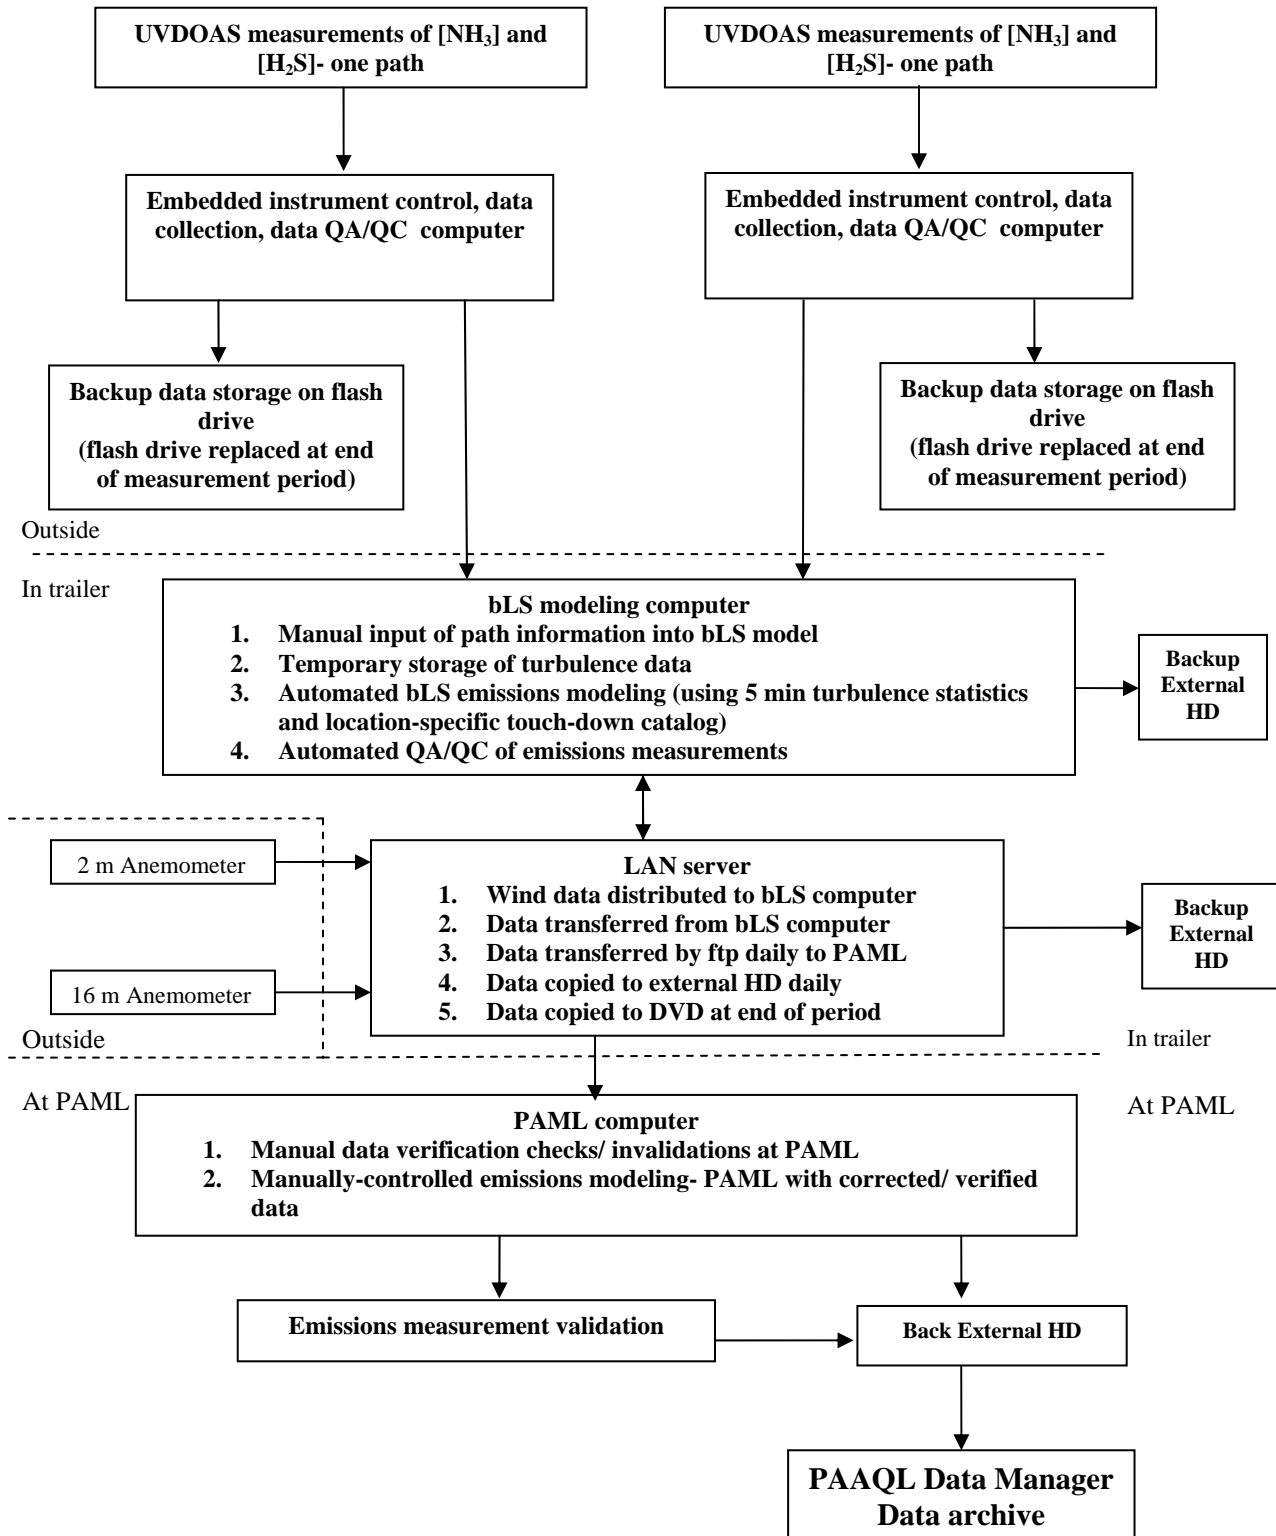 UVDOAS measurements of [NH₃] and
[H₂S]- one path
UVDOAS measurements of [NH₃] and
[H₂S]- one path
Embedded instrument control, data
collection, data QA/QC computer
Embedded instrument control, data
collection, data QA/QC computer
Backup data storage on flash
drive
(flash drive replaced at end
of measurement period)
Backup data storage on flash
drive
(flash drive replaced at end
of measurement period)
Outside
In trailer
bLS modeling computer
1. Manual input of path information into bLS model
2. Temporary storage of turbulence data
3. Automated bLS emissions modeling (using 5 min turbulence statistics
and location-specific touch-down catalog)
4. Automated QA/QC of emissions measurements
Backup
External
HD
2 m Anemometer
16 m Anemometer
Outside
LAN server
1. Wind data distributed to bLS computer
2. Data transferred from bLS computer
3. Data transferred by ftp daily to PAML
4. Data copied to external HD daily
5. Data copied to DVD at end of period
Backup
External
HD
In trailer
At PAML
At PAML
PAML computer
1. Manual data verification checks/ invalidations at PAML
2. Manually-controlled emissions modeling- PAML with corrected/ verified
data
Emissions measurement validation
Back External HD
PAAQL Data Manager
Data archive